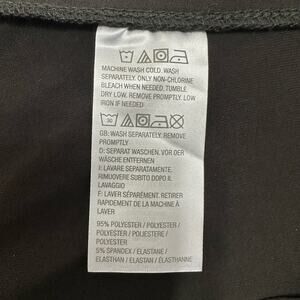 MACHINE WASH COLD. WASH
SEPARATELY. ONLY NON-CHLORINE
BLEACH WHEN NEEDED. TUMBLE
DRY LOW. REMOVE PROMPTLY. LOW
IRON IF NEEDED
30
GB: WASH SEPARATELY. REMOVE
PROMPTLY
D: SEPARAT WASCHEN. VOR DER
WÄSCHE ENTFERNEN
I: LAVARE SEPARATAMENTE.
RIMUOVERE SUBITO DOPO IL
LAVAGGIO
F: LAVER SÉPARÉMENT. RETIRER
RAPIDEMENT DE LA MACHINE À
LAVER
95% POLYESTER / POLYESTER /
POLYESTER / POLIESTERE /
POLYESTER
5% SPANDEX / ELASTANE /
ELASTHAN / ELASTAN / ÉLASTHANNE